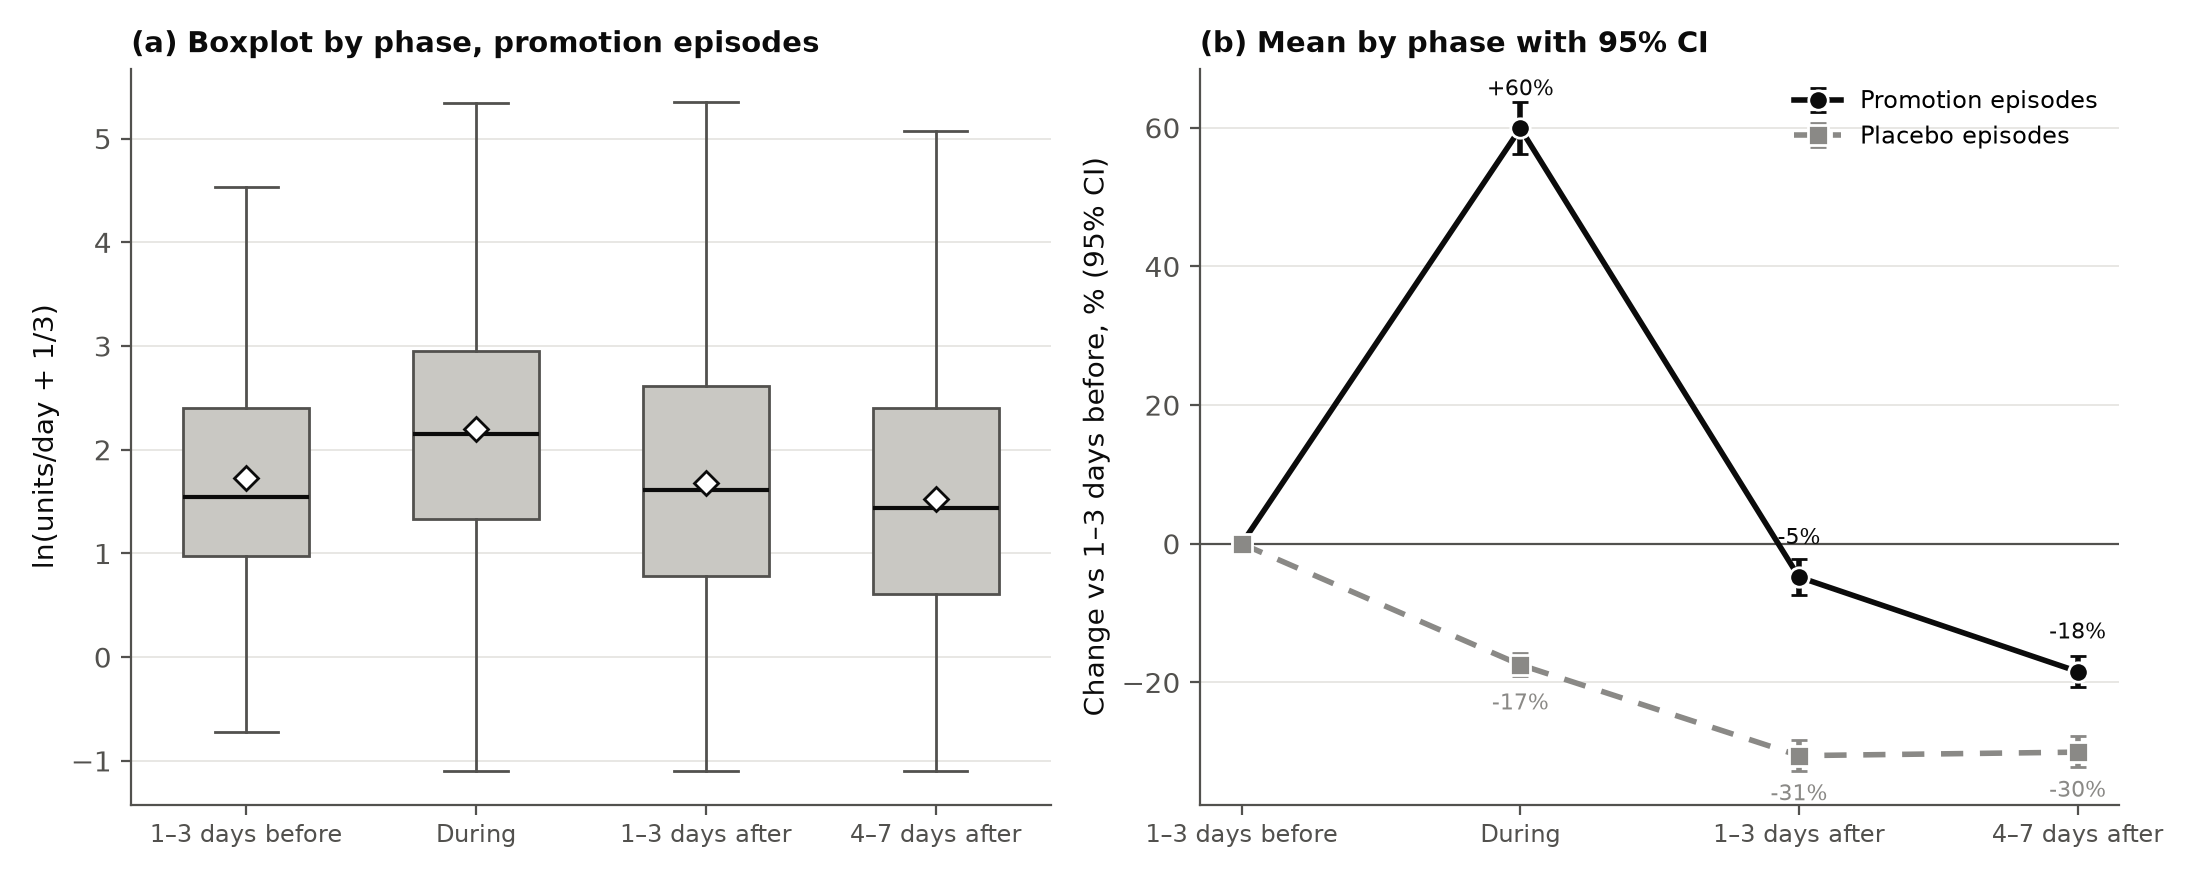 (a) Boxplot by phase, promotion episodes
ln(units/day + 1/3)
5
4
3
2
1
0
−1
1–3 days before
During
1–3 days after
4–7 days after
(b) Mean by phase with 95% CI
Change vs 1–3 days before, % (95% CI)
60
40
20
0
−20
+60%
-5%
-18%
-17%
-31%
-30%
Promotion episodes
Placebo episodes
1–3 days before
During
1–3 days after
4–7 days after